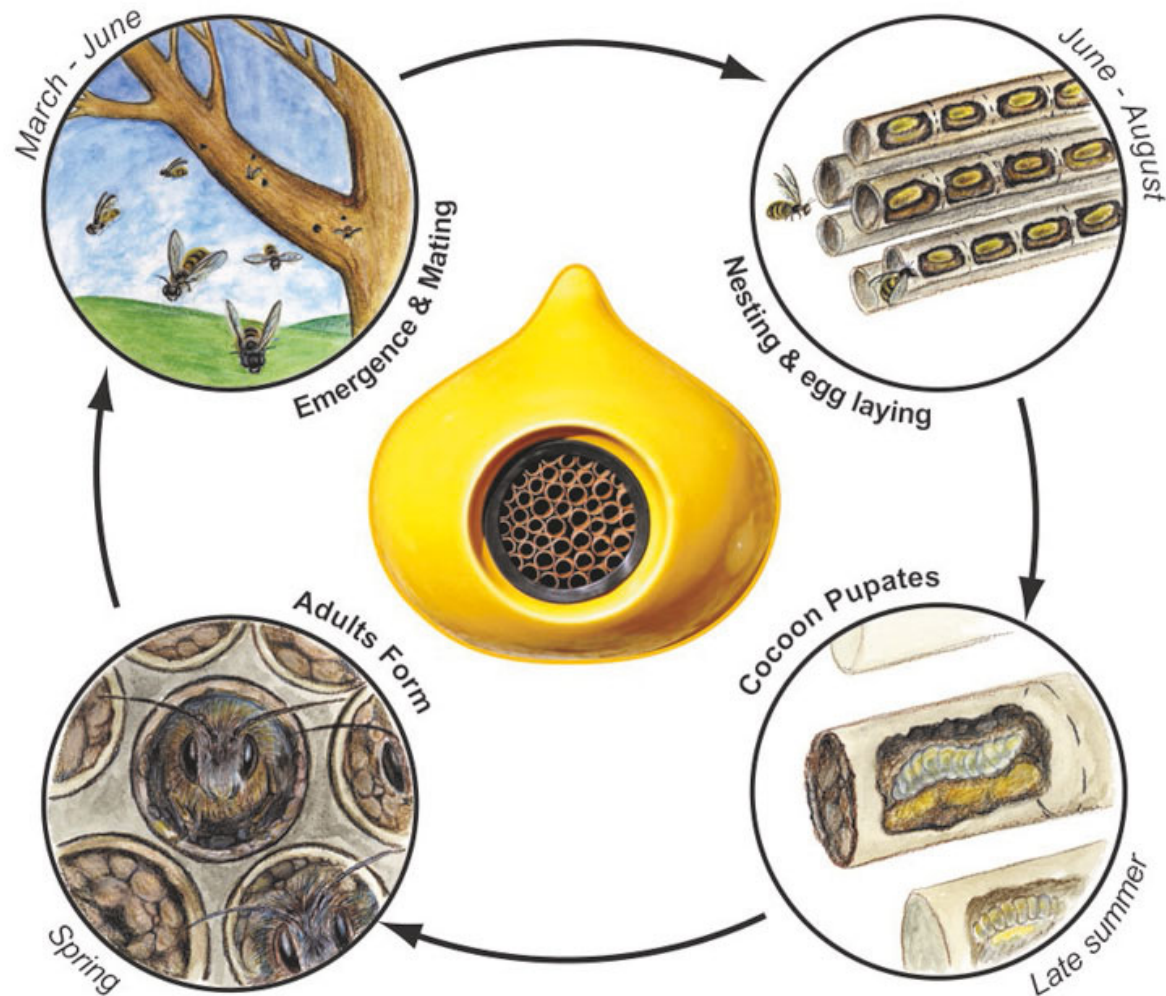 March - June
Emergence & Mating
June - August
Nesting & egg laying
Cocoon Pupates
Late summer
Adults Form
Spring